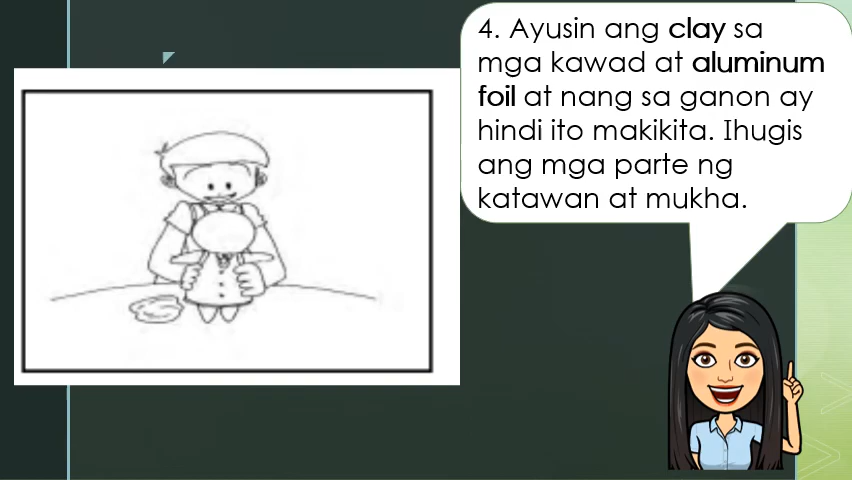 4. Ayusin ang clay sa
mga kawad at aluminum
foil at nang sa ganon ay
hindi ito makikita. Ihugis
ang mga parte ng
katawan at mukha.